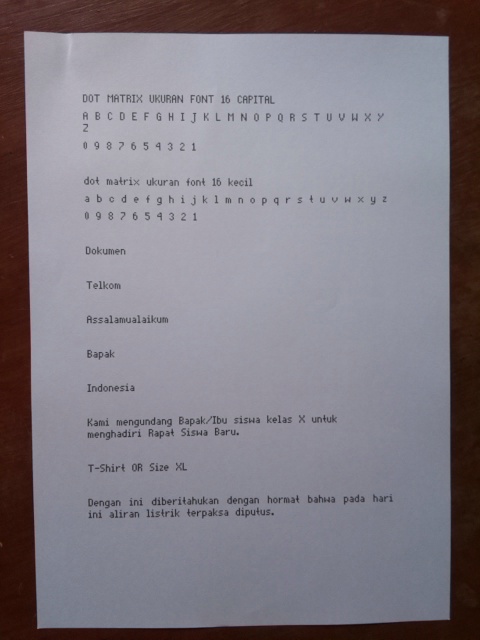 DOT MATRIX UKURAN FONT 16 CAPITAL
A B C D E F G H I J K L M N O P Q R S T U V W X Y
Z
0 9 8 7 6 5 4 3 2 1
dot matrix ukuran font 16 kecil
a b c d e f g h i j k l m n o p q r s t u v w x y z
0 9 8 7 6 5 4 3 2 1
Dokumen
Telkom
Assalamualaikum
Bapak
Indonesia
Kami mengundang Bapak/Ibu siswa kelas X untuk
menghadiri Rapat Siswa Baru.
T-Shirt OR Size XL
Dengan ini diberitahukan dengan hormat bahwa pada hari
ini aliran listrik terpaksa diputus.